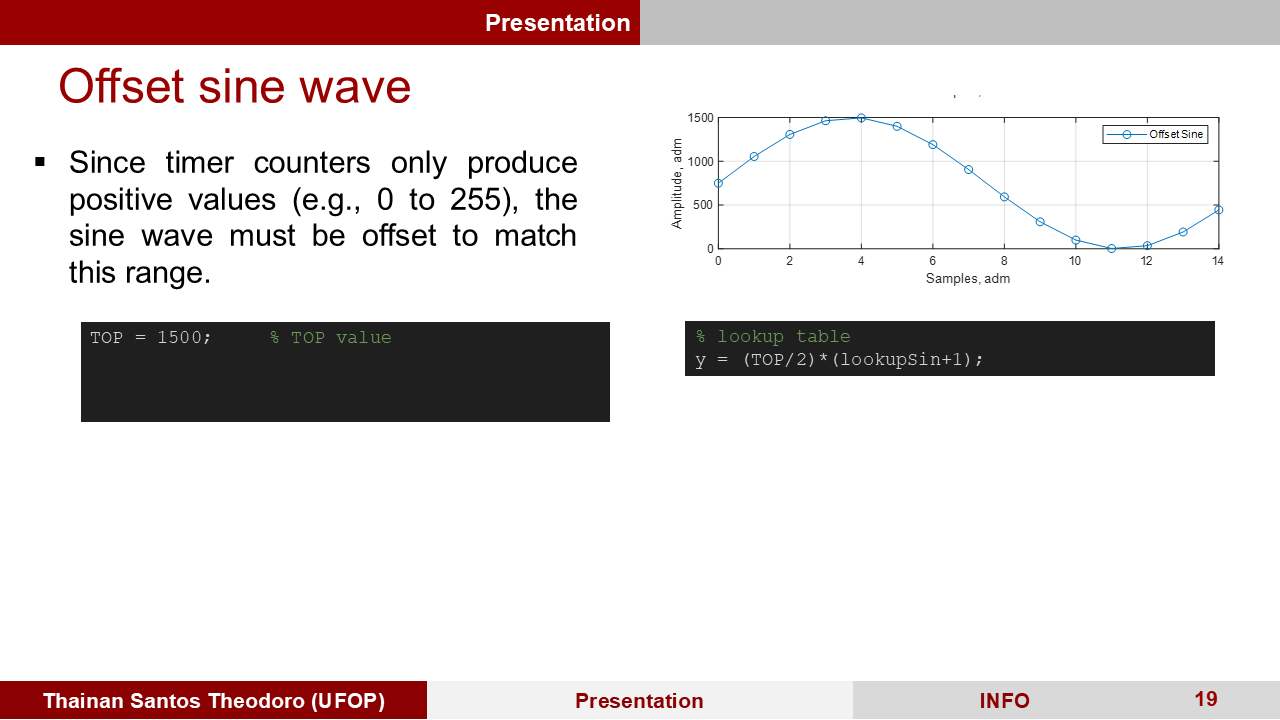 Presentation
Offset sine wave
▪ Since timer counters only produce
positive values (e.g., 0 to 255), the
sine wave must be offset to match
this range.
TOP = 1500; % TOP value
1500
1000
500
0
Amplitude, adm
Offset Sine
0 2 4 6 8 10 12 14
Samples, adm
% lookup table
y = (TOP/2)*(lookupSin+1);
Thainan Santos Theodoro (UFOP) Presentation INFO 19